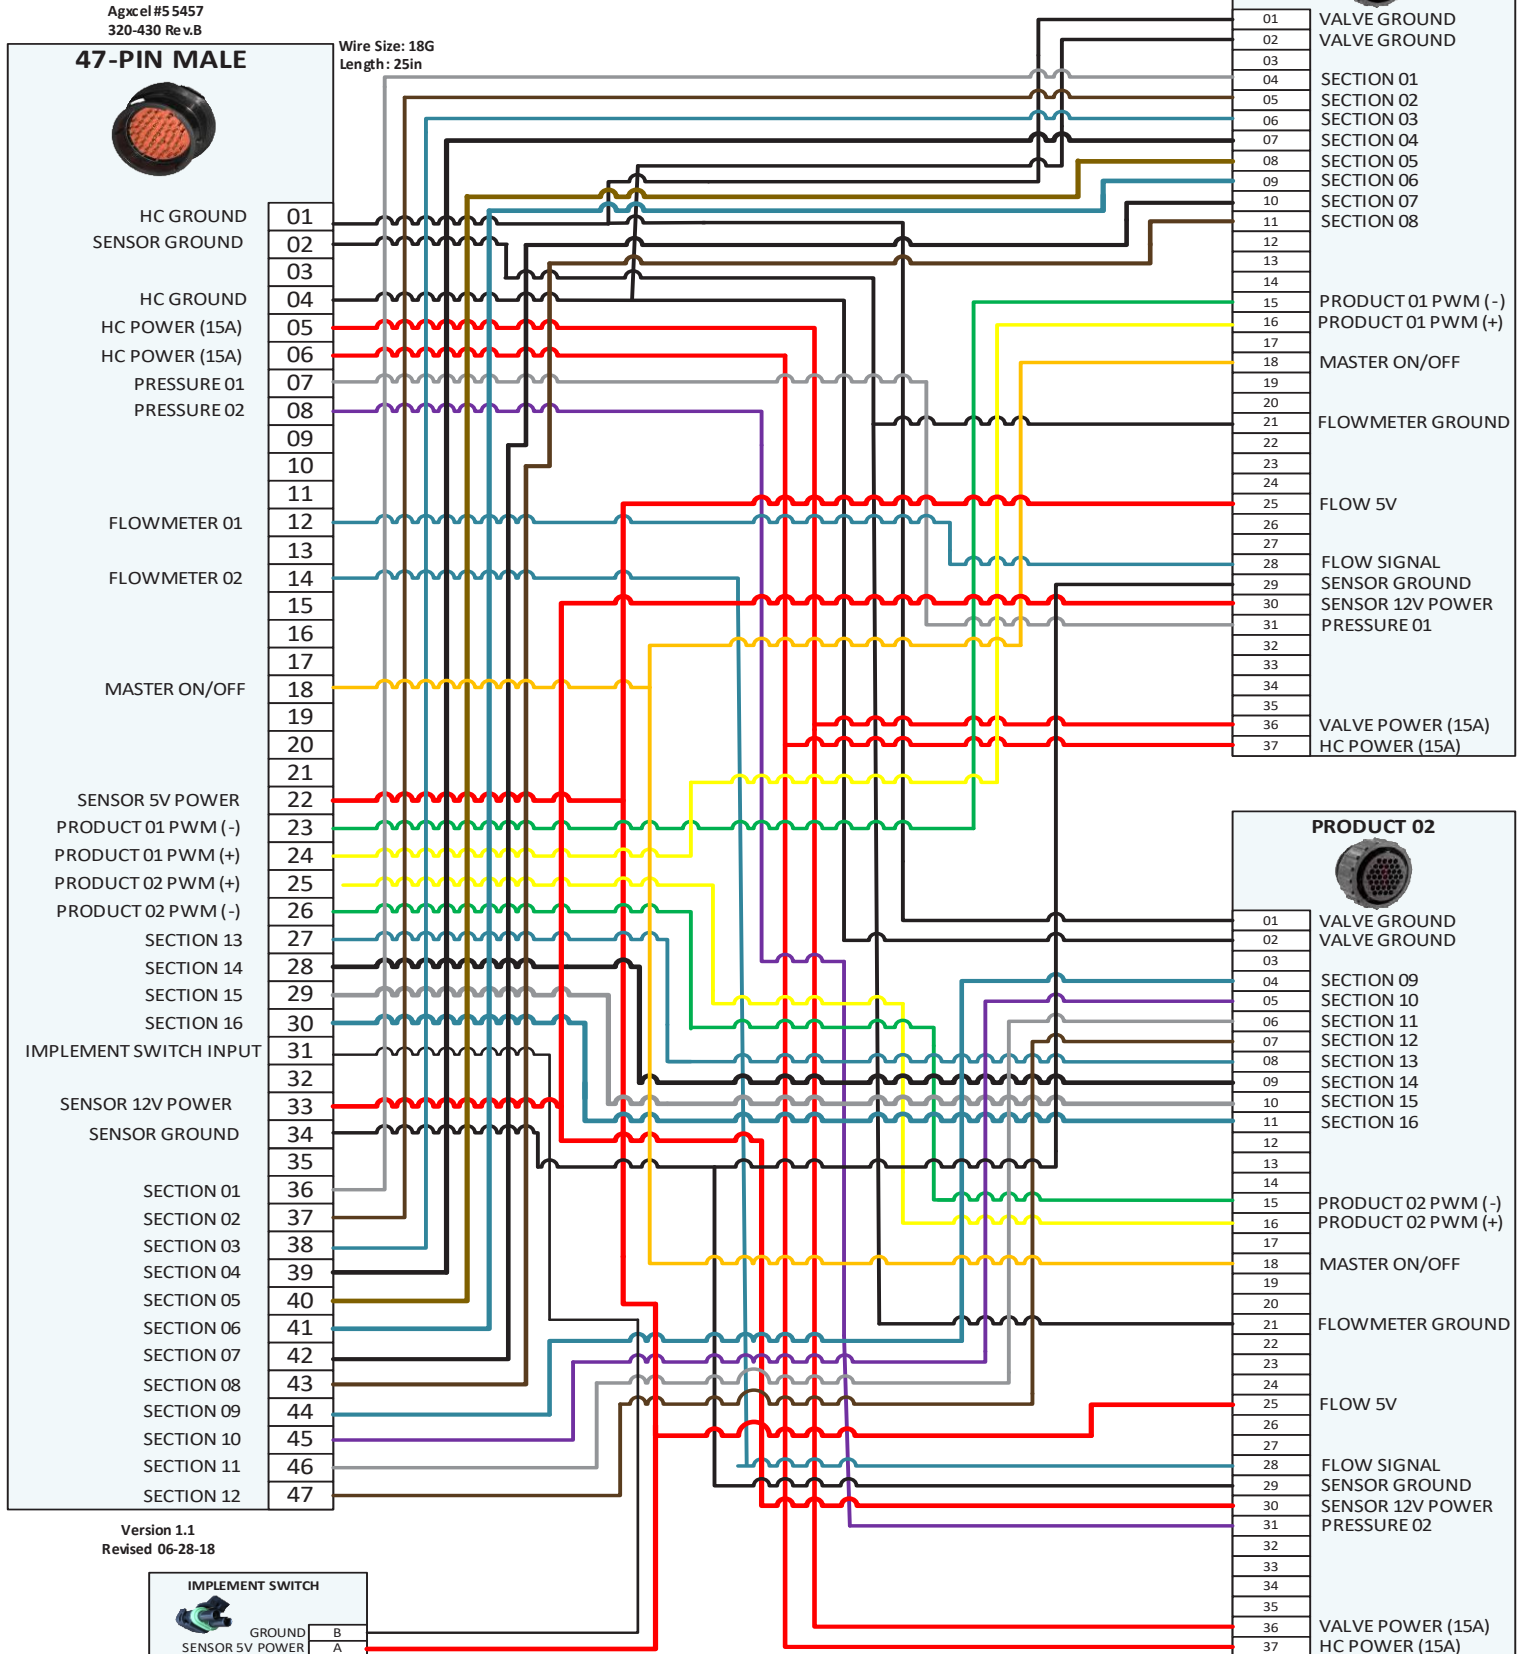 Agxcel #55457
320-430 Rev.B
47-PIN MALE
Wire Size: 18G
Length: 25in
HC GROUND 01
SENSOR GROUND 02
03
HC GROUND 04
HC POWER (15A) 05
HC POWER (15A) 06
PRESSURE 01 07
PRESSURE 02 08
09
10
11
FLOWMETER 01 12
13
FLOWMETER 02 14
15
16
17
MASTER ON/OFF 18
19
20
21
SENSOR 5V POWER 22
PRODUCT 01 PWM (-) 23
PRODUCT 01 PWM (+) 24
PRODUCT 02 PWM (+) 25
PRODUCT 02 PWM (-) 26
SECTION 13 27
SECTION 14 28
SECTION 15 29
SECTION 16 30
IMPLEMENT SWITCH INPUT 31
32
SENSOR 12V POWER 33
SENSOR GROUND 34
35
SECTION 01 36
SECTION 02 37
SECTION 03 38
SECTION 04 39
SECTION 05 40
SECTION 06 41
SECTION 07 42
SECTION 08 43
SECTION 09 44
SECTION 10 45
SECTION 11 46
SECTION 12 47
Version 1.1
Revised 06-28-18
IMPLEMENT SWITCH
GROUND B
SENSOR 5V POWER A
01 VALVE GROUND
02 VALVE GROUND
03
04 SECTION 01
05 SECTION 02
06 SECTION 03
07 SECTION 04
08 SECTION 05
09 SECTION 06
10 SECTION 07
11 SECTION 08
12
13
14
15 PRODUCT 01 PWM (-)
16 PRODUCT 01 PWM (+)
17
18 MASTER ON/OFF
19
20
21 FLOWMETER GROUND
22
23
24
25 FLOW 5V
26
27
28 FLOW SIGNAL
29 SENSOR GROUND
30 SENSOR 12V POWER
31 PRESSURE 01
32
33
34
35
36 VALVE POWER (15A)
37 HC POWER (15A)
PRODUCT 02
01 VALVE GROUND
02 VALVE GROUND
03
04 SECTION 09
05 SECTION 10
06 SECTION 11
07 SECTION 12
08 SECTION 13
09 SECTION 14
10 SECTION 15
11 SECTION 16
12
13
14
15 PRODUCT 02 PWM (-)
16 PRODUCT 02 PWM (+)
17
18 MASTER ON/OFF
19
20
21 FLOWMETER GROUND
22
23
24
25 FLOW 5V
26
27
28 FLOW SIGNAL
29 SENSOR GROUND
30 SENSOR 12V POWER
31 PRESSURE 02
32
33
34
35
36 VALVE POWER (15A)
37 HC POWER (15A)